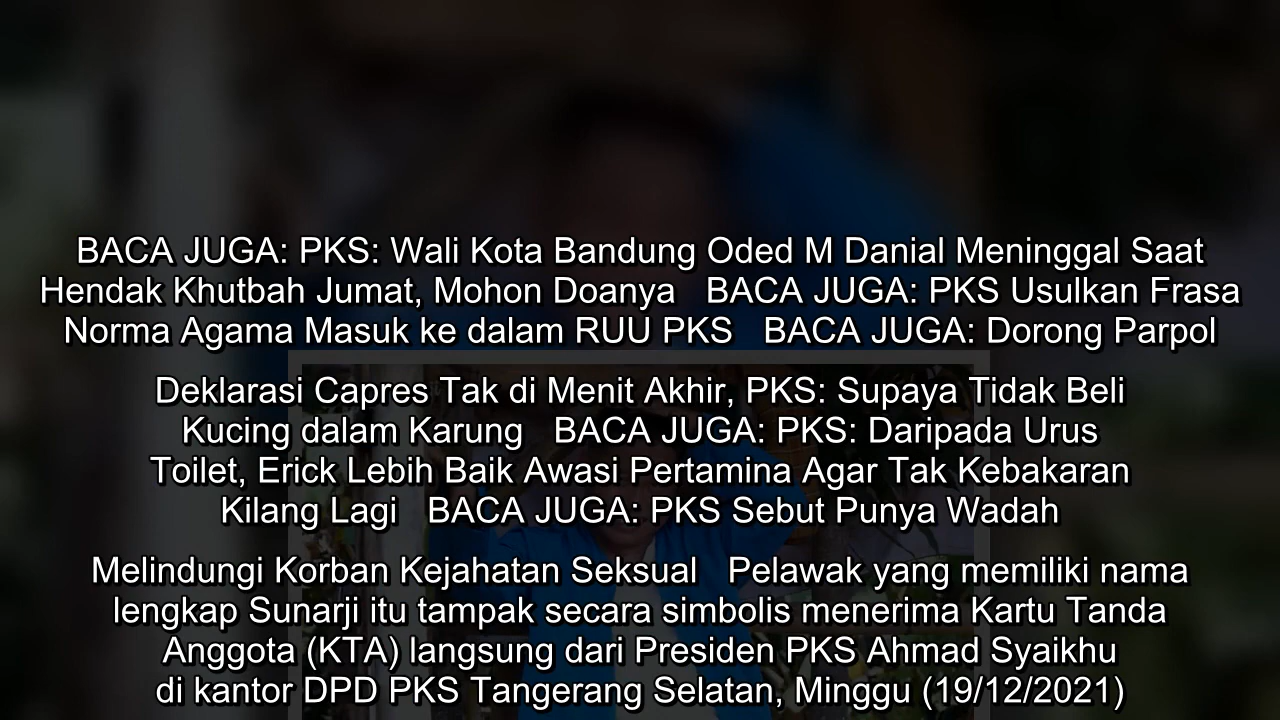 BACA JUGA: PKS: Wali Kota Bandung Oded M Danial Meninggal Saat
Hendak Khutbah Jumat, Mohon Doanya   BACA JUGA: PKS Usulkan Frasa
Norma Agama Masuk ke dalam RUU PKS   BACA JUGA: Dorong Parpol
Deklarasi Capres Tak di Menit Akhir, PKS: Supaya Tidak Beli
Kucing dalam Karung   BACA JUGA: PKS: Daripada Urus
Toilet, Erick Lebih Baik Awasi Pertamina Agar Tak Kebakaran
Kilang Lagi   BACA JUGA: PKS Sebut Punya Wadah
Melindungi Korban Kejahatan Seksual   Pelawak yang memiliki nama
lengkap Sunarji itu tampak secara simbolis menerima Kartu Tanda
Anggota (KTA) langsung dari Presiden PKS Ahmad Syaikhu
di kantor DPD PKS Tangerang Selatan, Minggu (19/12/2021)